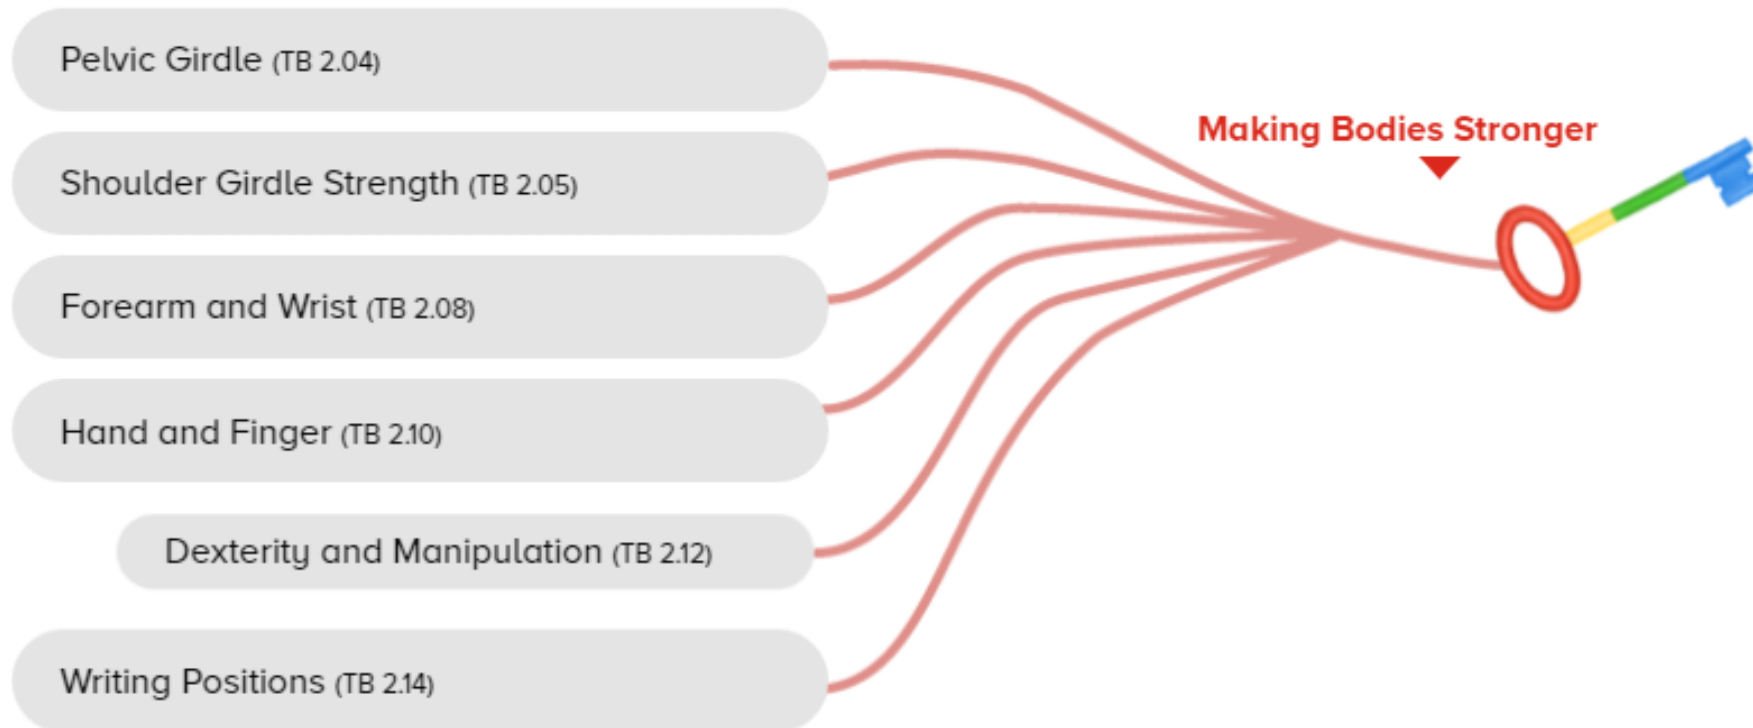 Pelvic Girdle (TB 2.04)
Shoulder Girdle Strength (TB 2.05)
Forearm and Wrist (TB 2.08)
Hand and Finger (TB 2.10)
Dexterity and Manipulation (TB 2.12)
Writing Positions (TB 2.14)
Making Bodies Stronger